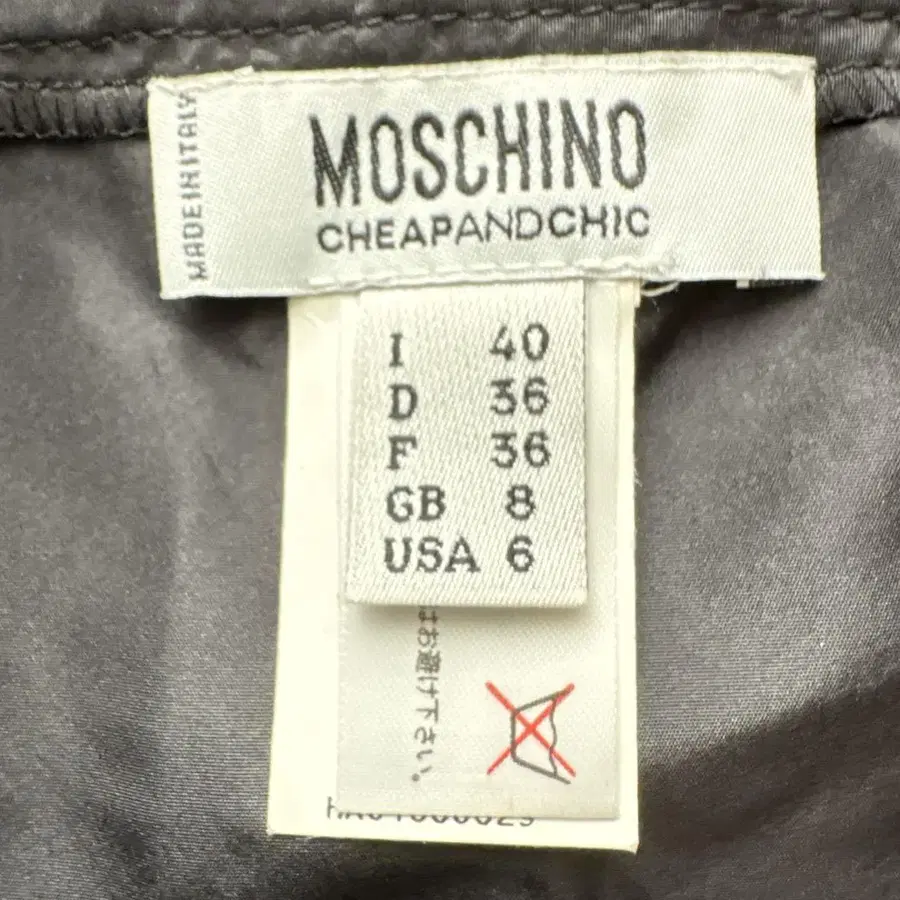 MADE IN ITALY
MOSCHINO
CHEAPANDCHIC
I 40
D 36
F 36
GB 8
USA 6
はお避け下さい。